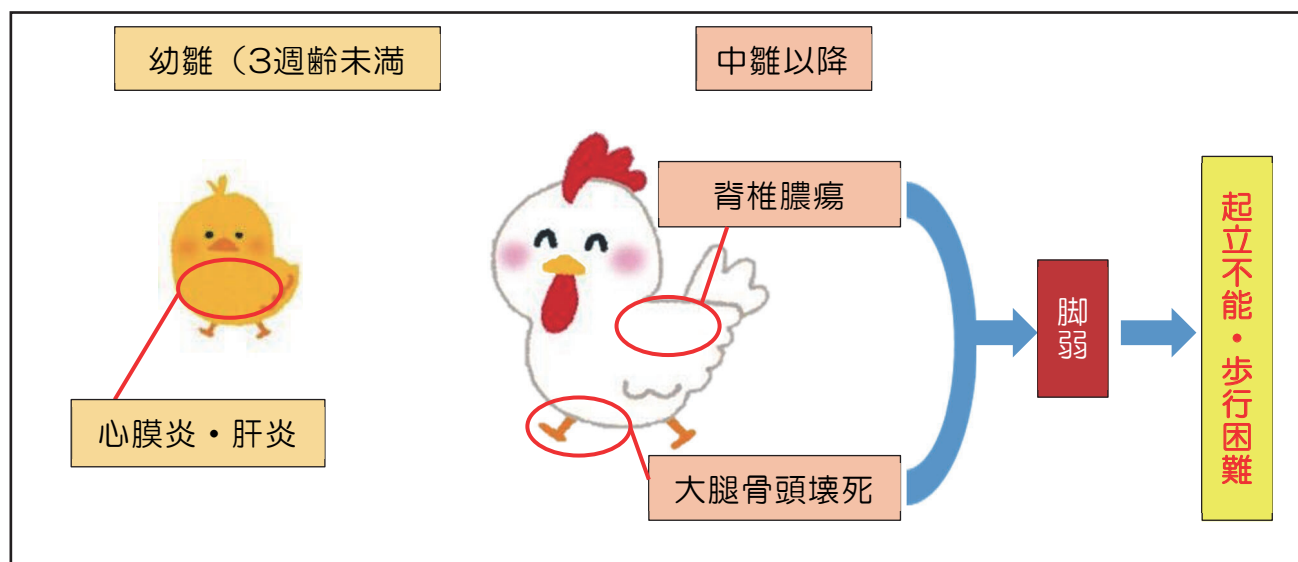 幼雛（3週齢未満
中雛以降
脊椎膿瘍
心膜炎・肝炎
大腿骨頭壊死
脚弱
起立不能・歩行困難